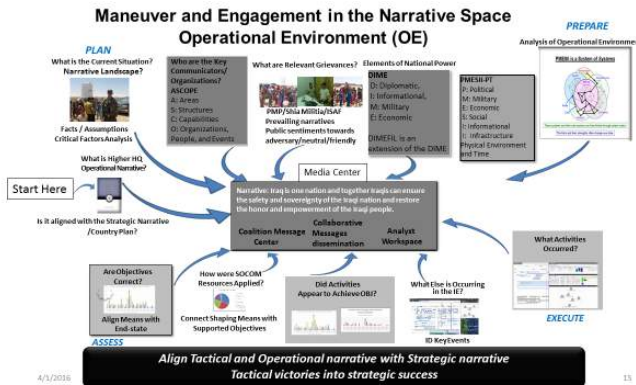 Maneuver and Engagement in the Narrative Space
Operational Environment (OE)
PLAN
What is the Current Situation?
Narrative Landscape?
Facts / Assumptions
Critical Factors Analysis
What is Higher HQ
Operational Narrative?
Start Here
Is it aligned with the Strategic Narrative
/Country Plan?
Who are the Key
Communicators/
Organizations?
ASCOPE
A: Areas
S: Structures
C: Capabilities
O: Organizations,
People, and Events
What are Relevant Grievances?
PMP/Shia Militia/ISAF
Prevailing narratives
Public sentiments towards
adversary/neutral/friendly
Elements of National Power
DIME
D: Diplomatic,
I: Informational,
M: Military
E: Economic
DIMEFIL is an
extension of the DIME
PMESII-PT
P: Political
M: Military
E: Economic
S: Social
I: Informational
I: Infrastructure
Physical Environment
and Time
PREPARE
Analysis of Operational Environment
PMESII is a System of Systems
Media Center
Narrative: Iraq is one nation and together Iraqis can ensure
the safety and sovereignty of the Iraqi nation and restore
the honor and empowerment of the Iraqi people.
Coalition Message
Center
Collaborative
Messages
dissemination
Analyst
Workspace
Are Objectives
Correct?
Align Means with
End-state
ASSESS
How were SOCOM
Resources Applied?
Connect Shaping Means with
Supported Objectives
Did Activities
Appear to Achieve OBJ?
What Else is Occurring
in the IE?
ID Key Events
What Activities
Occurred?
EXECUTE
Align Tactical and Operational narrative with Strategic narrative
Tactical victories into strategic success
4/1/2016
15